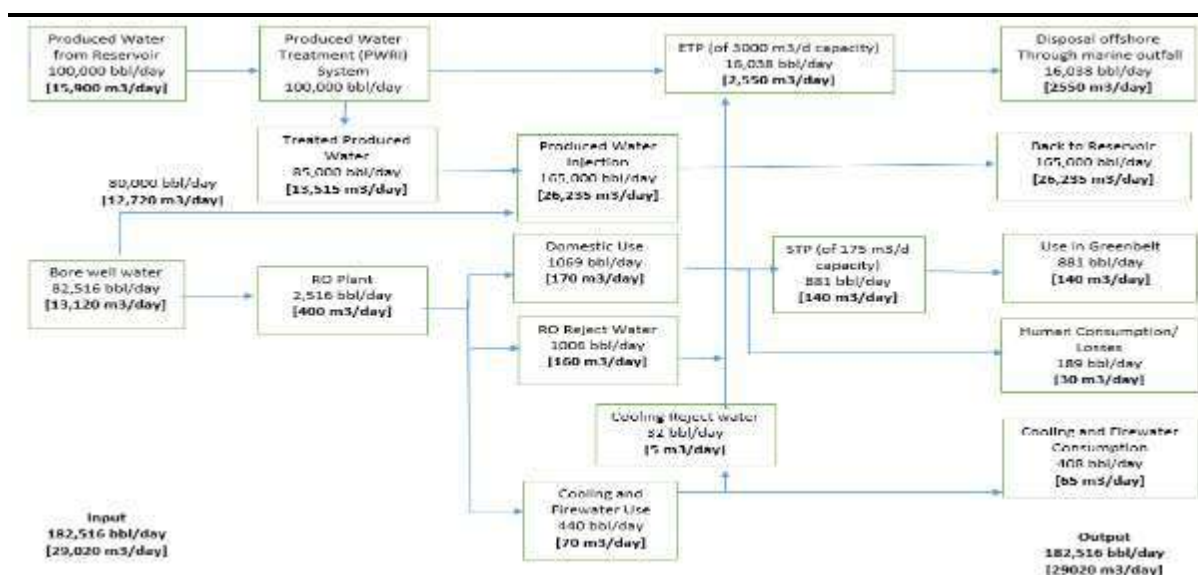 Produced Water
from Reservoir
100,000 bbl/day
[15,900 m3/day]
Produced Water
Treatment (PWRI)
System
100,000 bbl/day
ETP (of 3000 m3/d capacity)
16,038 bbl/day
[2,550 m3/day]
Disposal offshore
Through marine outfall
16,038 bbl/day
[2550 m3/day]
Treated Produced
Water
85,000 bbl/day
[13,515 m3/day]
Produced Water
Injection
165,000 bbl/day
[26,235 m3/day]
Back to Reservoir
165,000 bbl/day
[26,235 m3/day]
80,000 bbl/day
[12,720 m3/day]
Bore well water
82,516 bbl/day
[13,120 m3/day]
RO Plant
2,516 bbl/day
[400 m3/day]
Domestic Use
1069 bbl/day
[170 m3/day]
STP (of 175 m3/d
capacity)
881 bbl/day
[140 m3/day]
Use in Greenbelt
881 bbl/day
[140 m3/day]
RO Reject Water
1006 bbl/day
[160 m3/day]
Human Consumption/
Losses
189 bbl/day
[30 m3/day]
Cooling Reject water
32 bbl/day
[5 m3/day]
Cooling and Firewater
Consumption
408 bbl/day
[65 m3/day]
Cooling and
Firewater Use
440 bbl/day
[70 m3/day]
Input
182,516 bbl/day
[29,020 m3/day]
Output
182,516 bbl/day
[29020 m3/day]